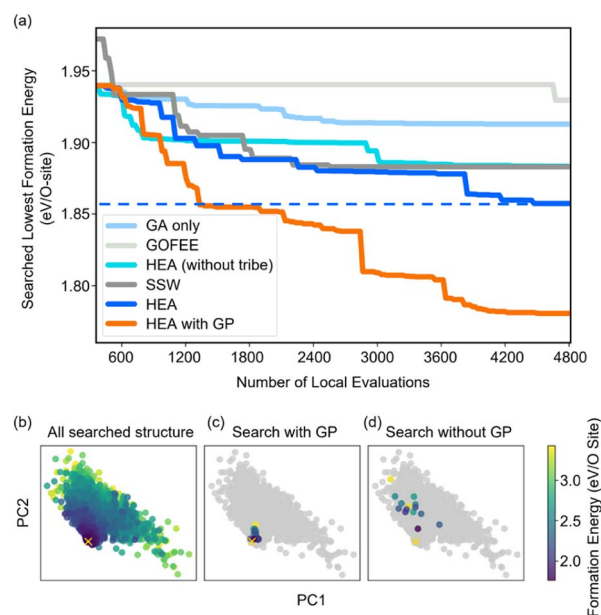 (a)
Searched Lowest Formation Energy
(eV/O-site)
1.95
1.90
1.85
1.80
GA only
GOFEE
HEA (without tribe)
SSW
HEA
HEA with GP
600 1200 1800 2400 3000 3600 4200 4800
Number of Local Evaluations
(b) (c) (d)
All searched structure Search with GP Search without GP
PC2
PC1
3.0
2.5
2.0
Formation Energy (eV/O Site)